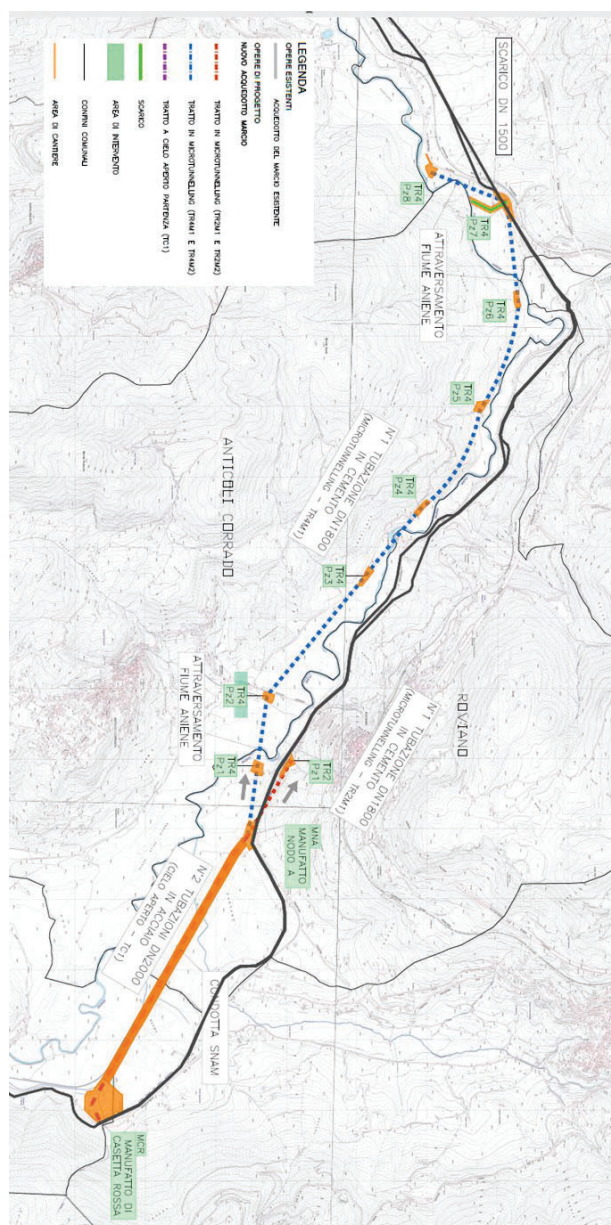 SCARICO DN 1500
TR4
Pz8
TR4
Pz7
ATTRAVERSAMENTO
FIUME ANIENE
TR4
Pz6
TR4
Pz5
N°1 TUBAZIONE DN1800
IN CEMENTO
(MICROTUNNELLING - TR4M1)
TR4
Pz4
TR4
Pz3
ANTICOLI CORRADO
ROVIANO
TR4
Pz2
ATTRAVERSAMENTO
FIUME ANIENE
TR4
Pz1
N°1 TUBAZIONE DN1800
IN CEMENTO
(MICROTUNNELLING - TR2M1)
TR2
Pz1
MNA
MANUFATTO
NODO A
N°2 TUBAZIONI DN2000
IN ACCIAIO
(CIELO APERTO - TC1)
CONDOTTA SNAM
MCR
MANUFATTO DI
CASETTA ROSSA
LEGENDA
OPERE ESISTENTI
ACQUEDOTTO DEL MARCIO ESISTENTE
OPERE DI PROGETTO
NUOVO ACQUEDOTTO MARCIO
TRATTO IN MICROTUNNELLING (TR2M1 E TR2M2)
TRATTO IN MICROTUNNELLING (TR4M1 E TR4M2)
TRATTO A CIELO APERTO PARTENZA (TC1)
SCARICO
AREA DI INTERVENTO
CONFINI COMUNALI
AREA DI CANTIERE